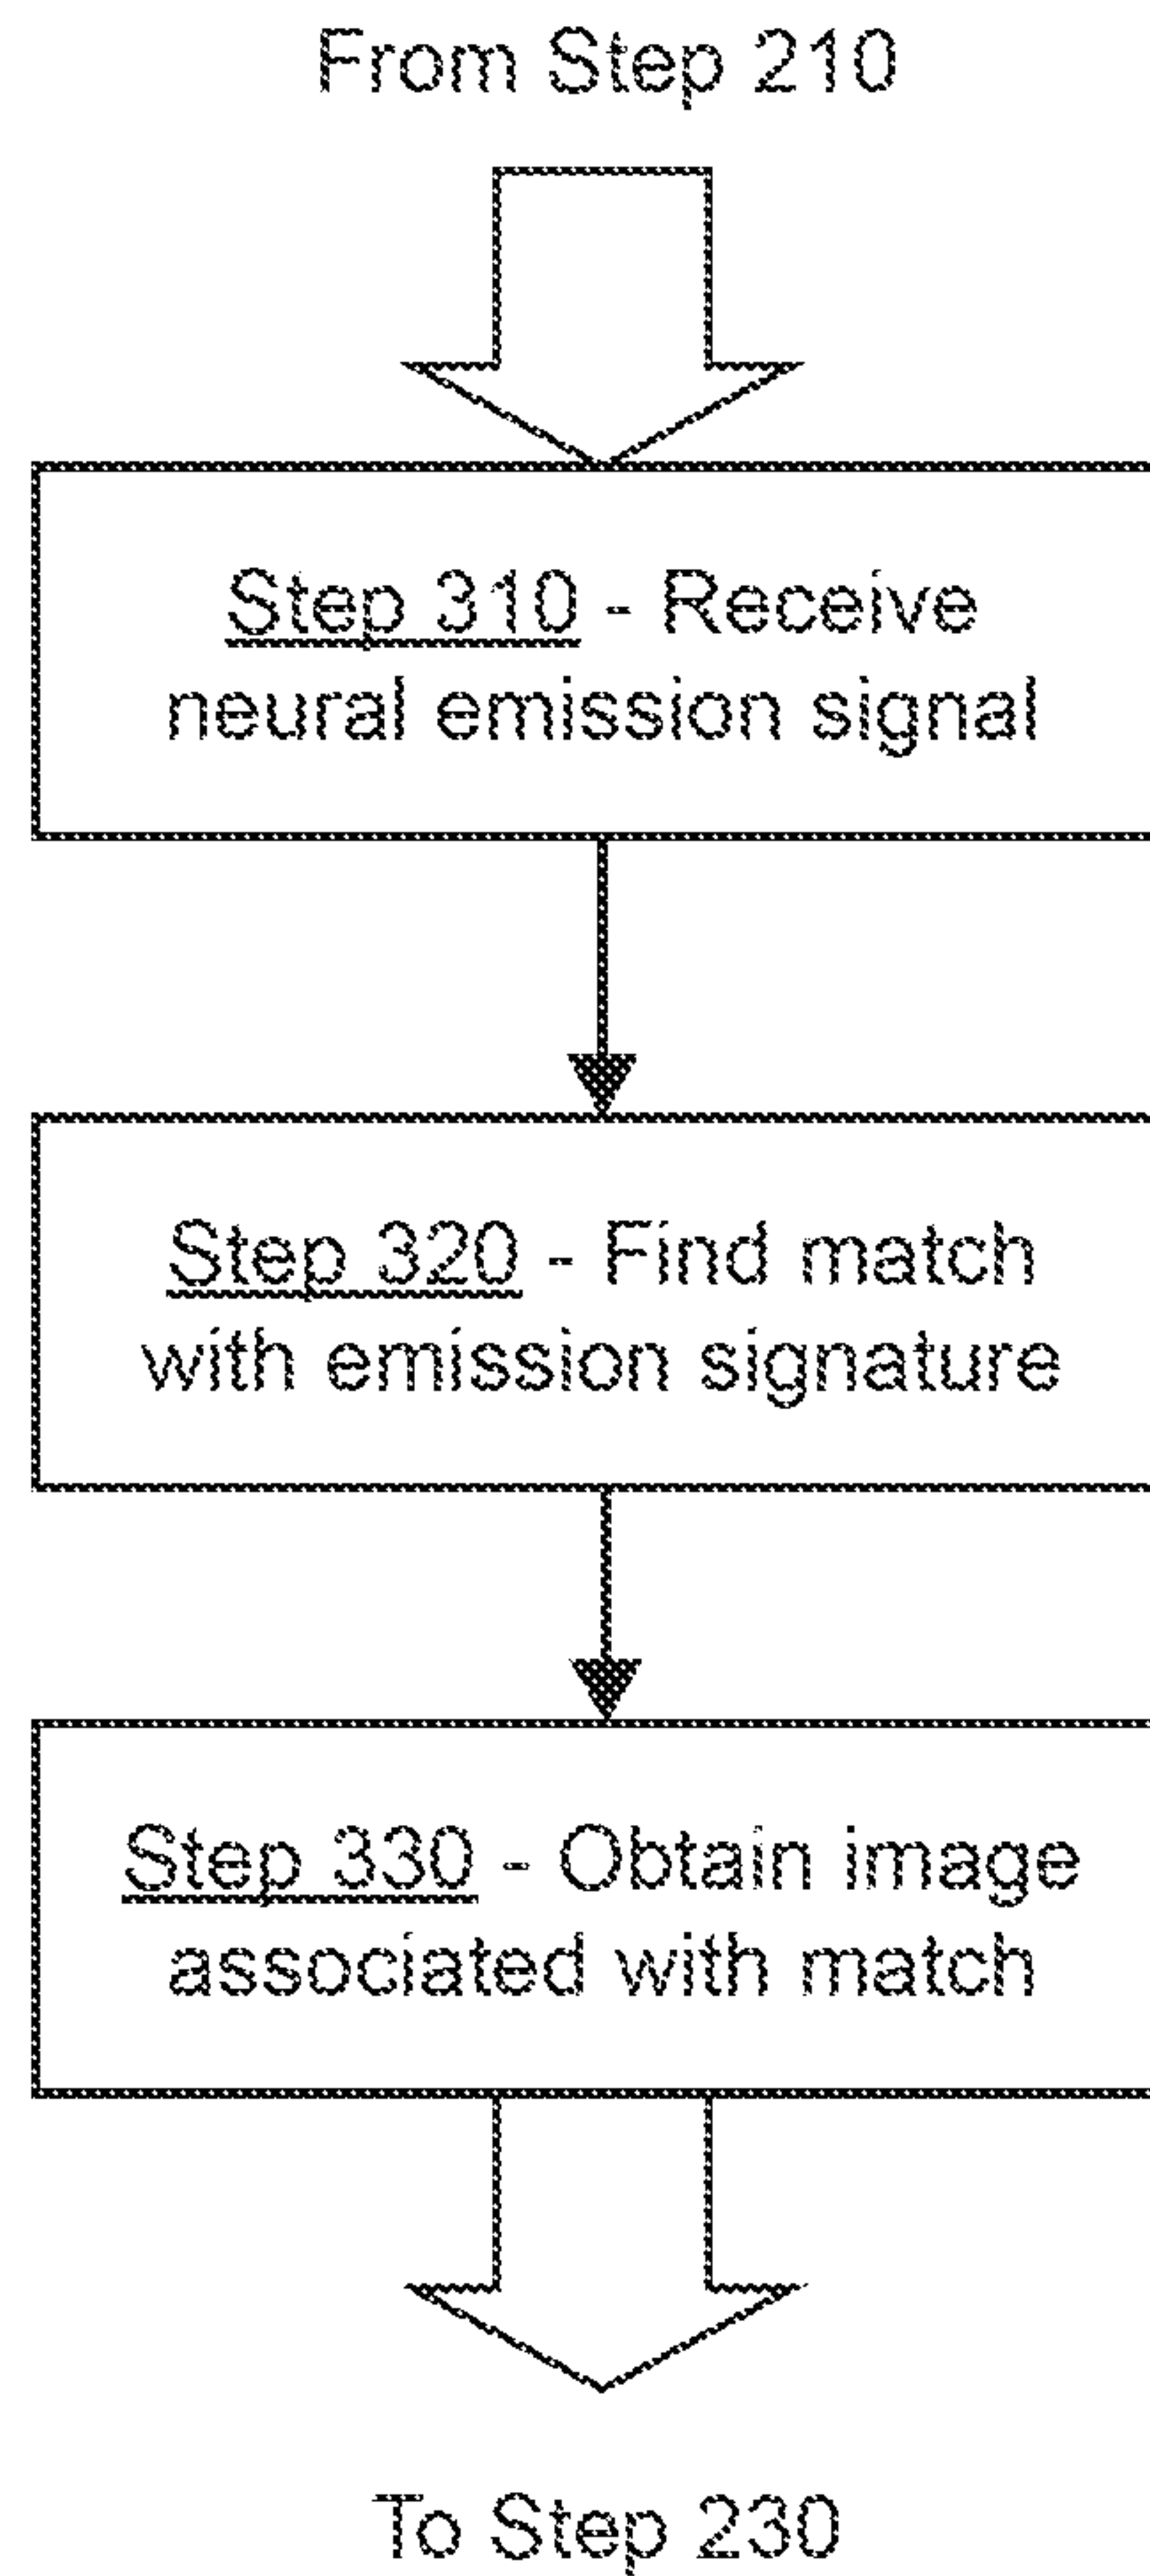 From Step 210
Step 310 - Receive
neural emission signal
Step 320 - Find match
with emission signature
Step 330 - Obtain image
associated with match
To Step 230